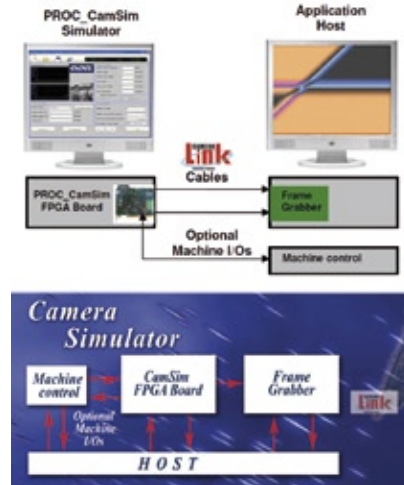 PROC_CamSim
Simulator
Application
Host
Link
Cables
PROC_CamSim
FPGA Board
Frame
Grabber
Optional
Machine I/Os
Machine control
Camera
Simulator
Machine
control
CamSim
FPGA Board
Frame
Grabber
Optional
Machine
I/Os
Link
HOST